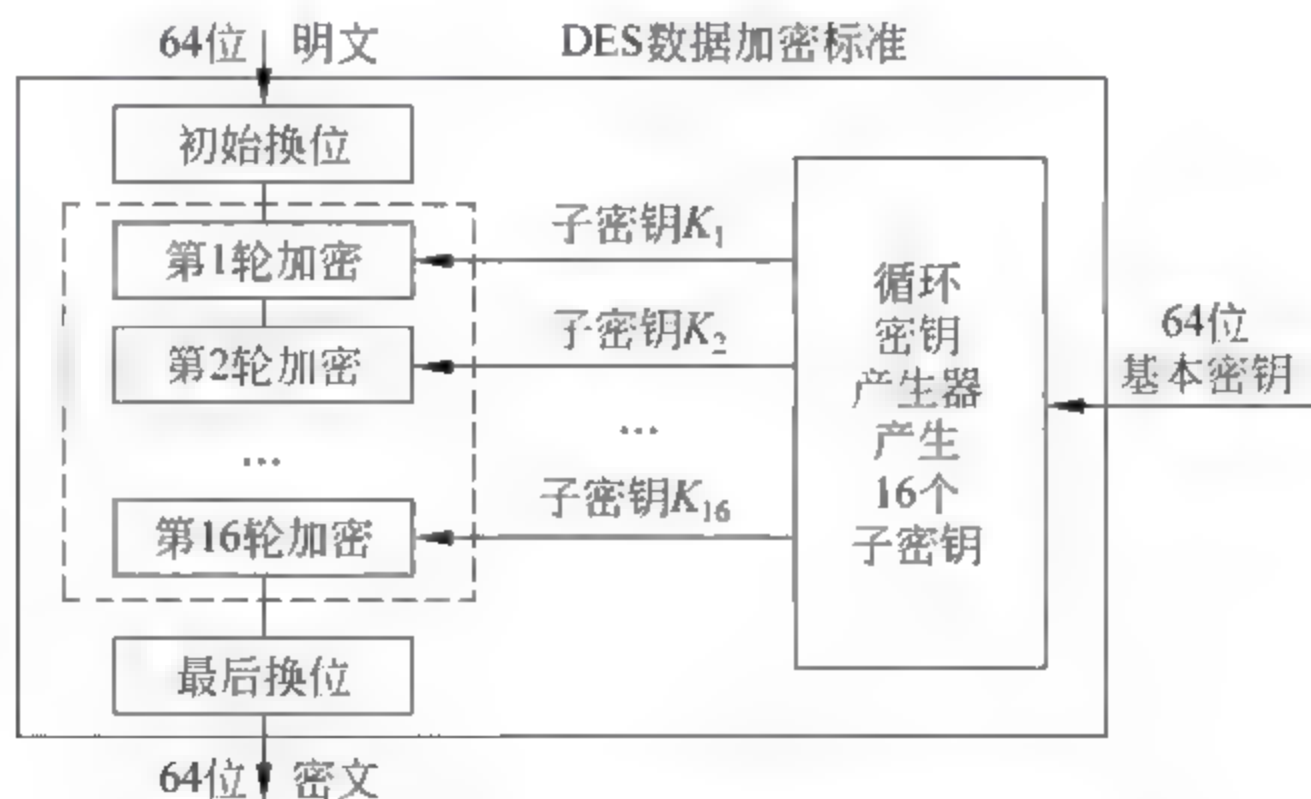 64位 明文
DES数据加密标准
初始换位
第1轮加密
第2轮加密
…
第16轮加密
最后换位
64位 密文
子密钥K₁
子密钥K₂
…
子密钥K₁₆
循环
密钥
产生器
产生
16个
子密钥
64位
基本密钥